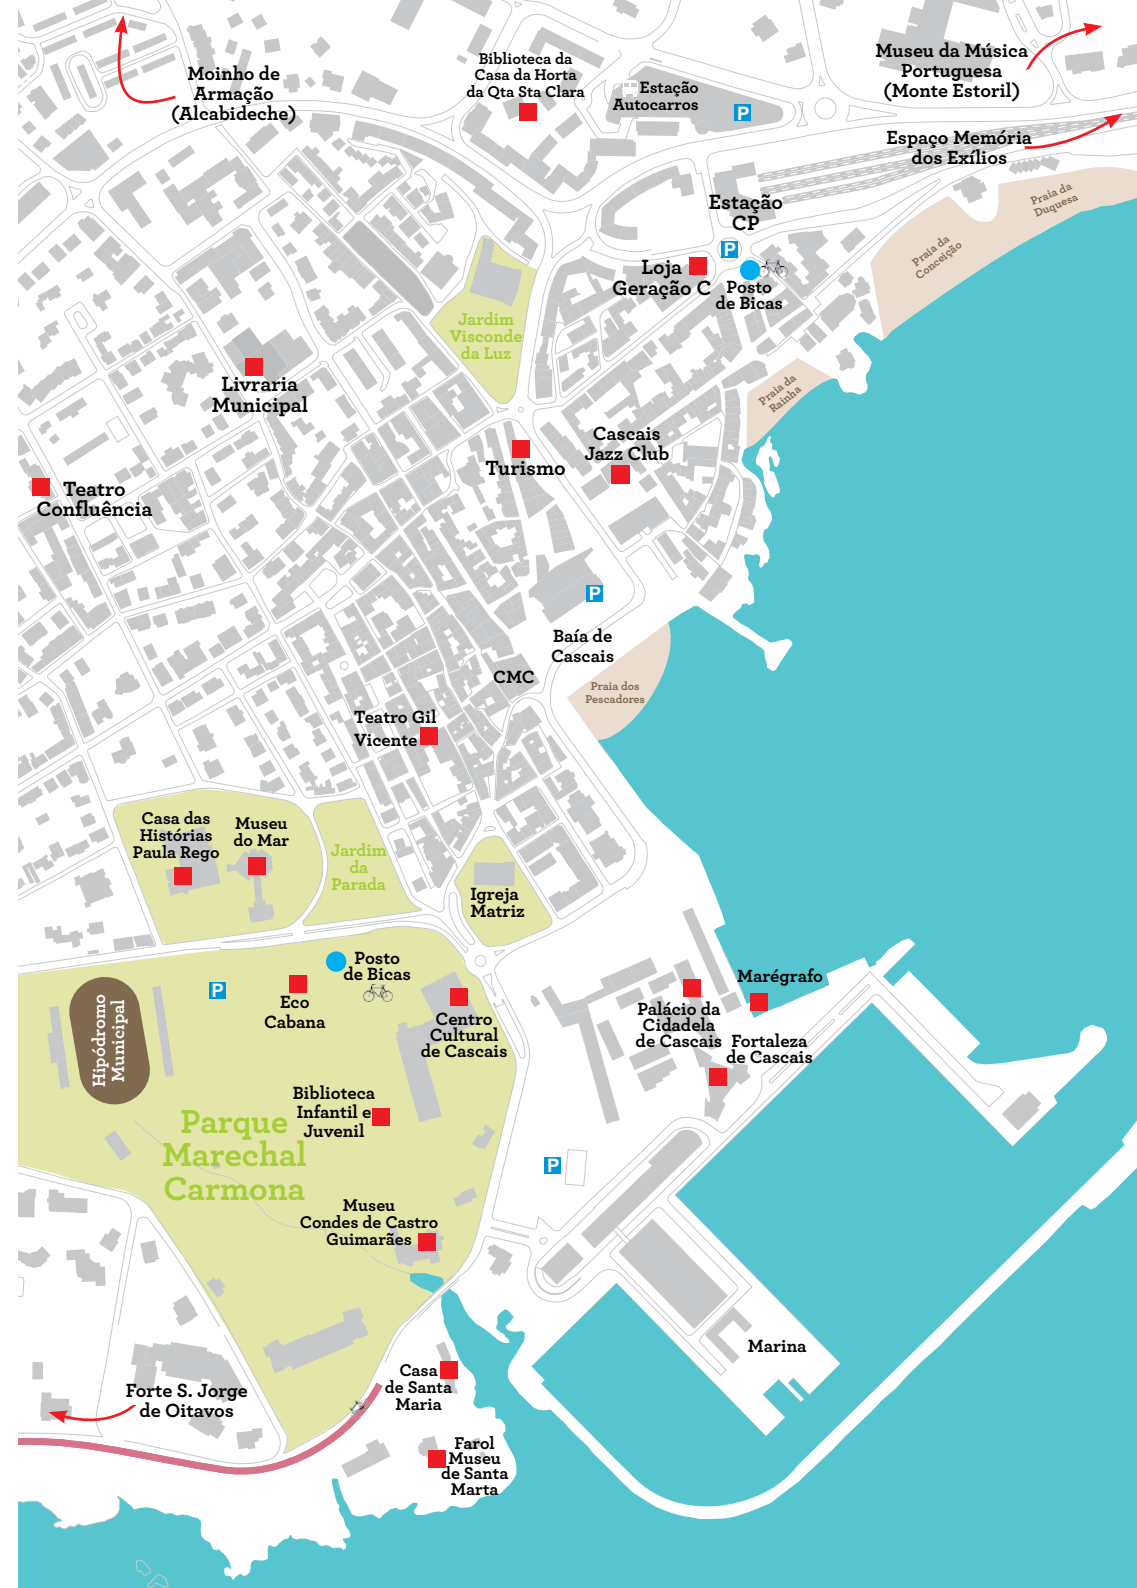 Moinho de
Armação
(Alcabideche)
Biblioteca da
Casa da Horta
da Qta Sta Clara
Estação
Autocarros
P
Museu da Música
Portuguesa
(Monte Estoril)
Espaço Memória
dos Exílios
Praia da
Duquesa
Praia da
Conceição
Estação
CP
P
Loja
Geração C
Posto
de Bicas
Jardim
Visconde
da Luz
Praia da
Rainha
Livraria
Municipal
Cascais
Jazz Club
Turismo
Teatro
Confluência
P
Baía de
Cascais
CMC
Praia dos
Pescadores
Teatro Gil
Vicente
Casa das
Histórias
Paula Rego
Museu
do Mar
Jardim
da
Parada
Igreja
Matriz
Posto
de Bicas
P
Eco
Cabana
Hipódromo
Municipal
Centro
Cultural
de Cascais
Marégrafo
Palácio da
Cidadela
de Cascais
Fortaleza
de Cascais
Biblioteca
Infantil e
Juvenil
Parque
Marechal
Carmona
P
Museu
Condes de Castro
Guimarães
Marina
Casa
de Santa
Maria
Forte S. Jorge
de Oitavos
Farol
Museu
de Santa
Marta